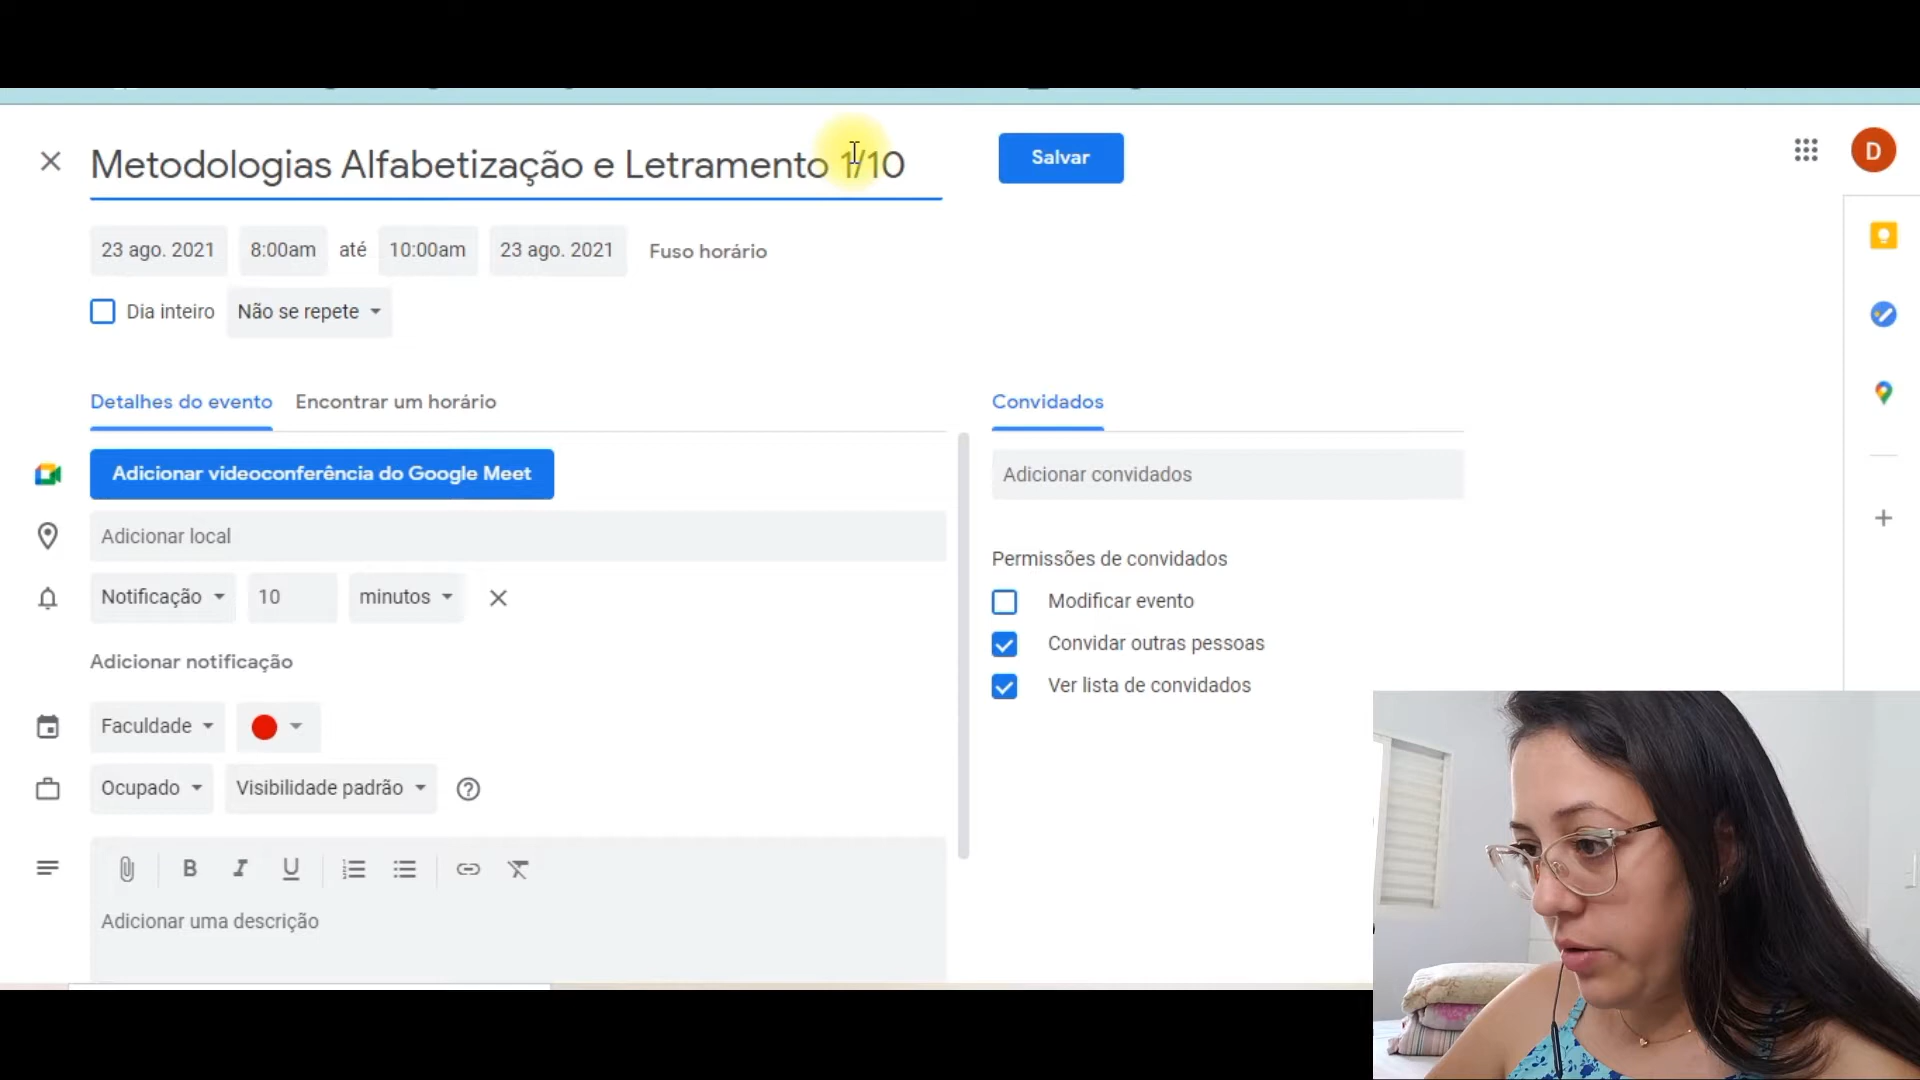 Metodologias Alfabetização e Letramento 1/10
Salvar
D
23 ago. 2021 8:00am até 10:00am 23 ago. 2021 Fuso horário
Dia inteiro Não se repete
Detalhes do evento Encontrar um horário
Convidados
Adicionar videoconferência do Google Meet
Adicionar convidados
Adicionar local
Permissões de convidados
Notificação 10 minutos
Modificar evento
Convidar outras pessoas
Adicionar notificação
Ver lista de convidados
Faculdade
Ocupado Visibilidade padrão
B I U
Adicionar uma descrição